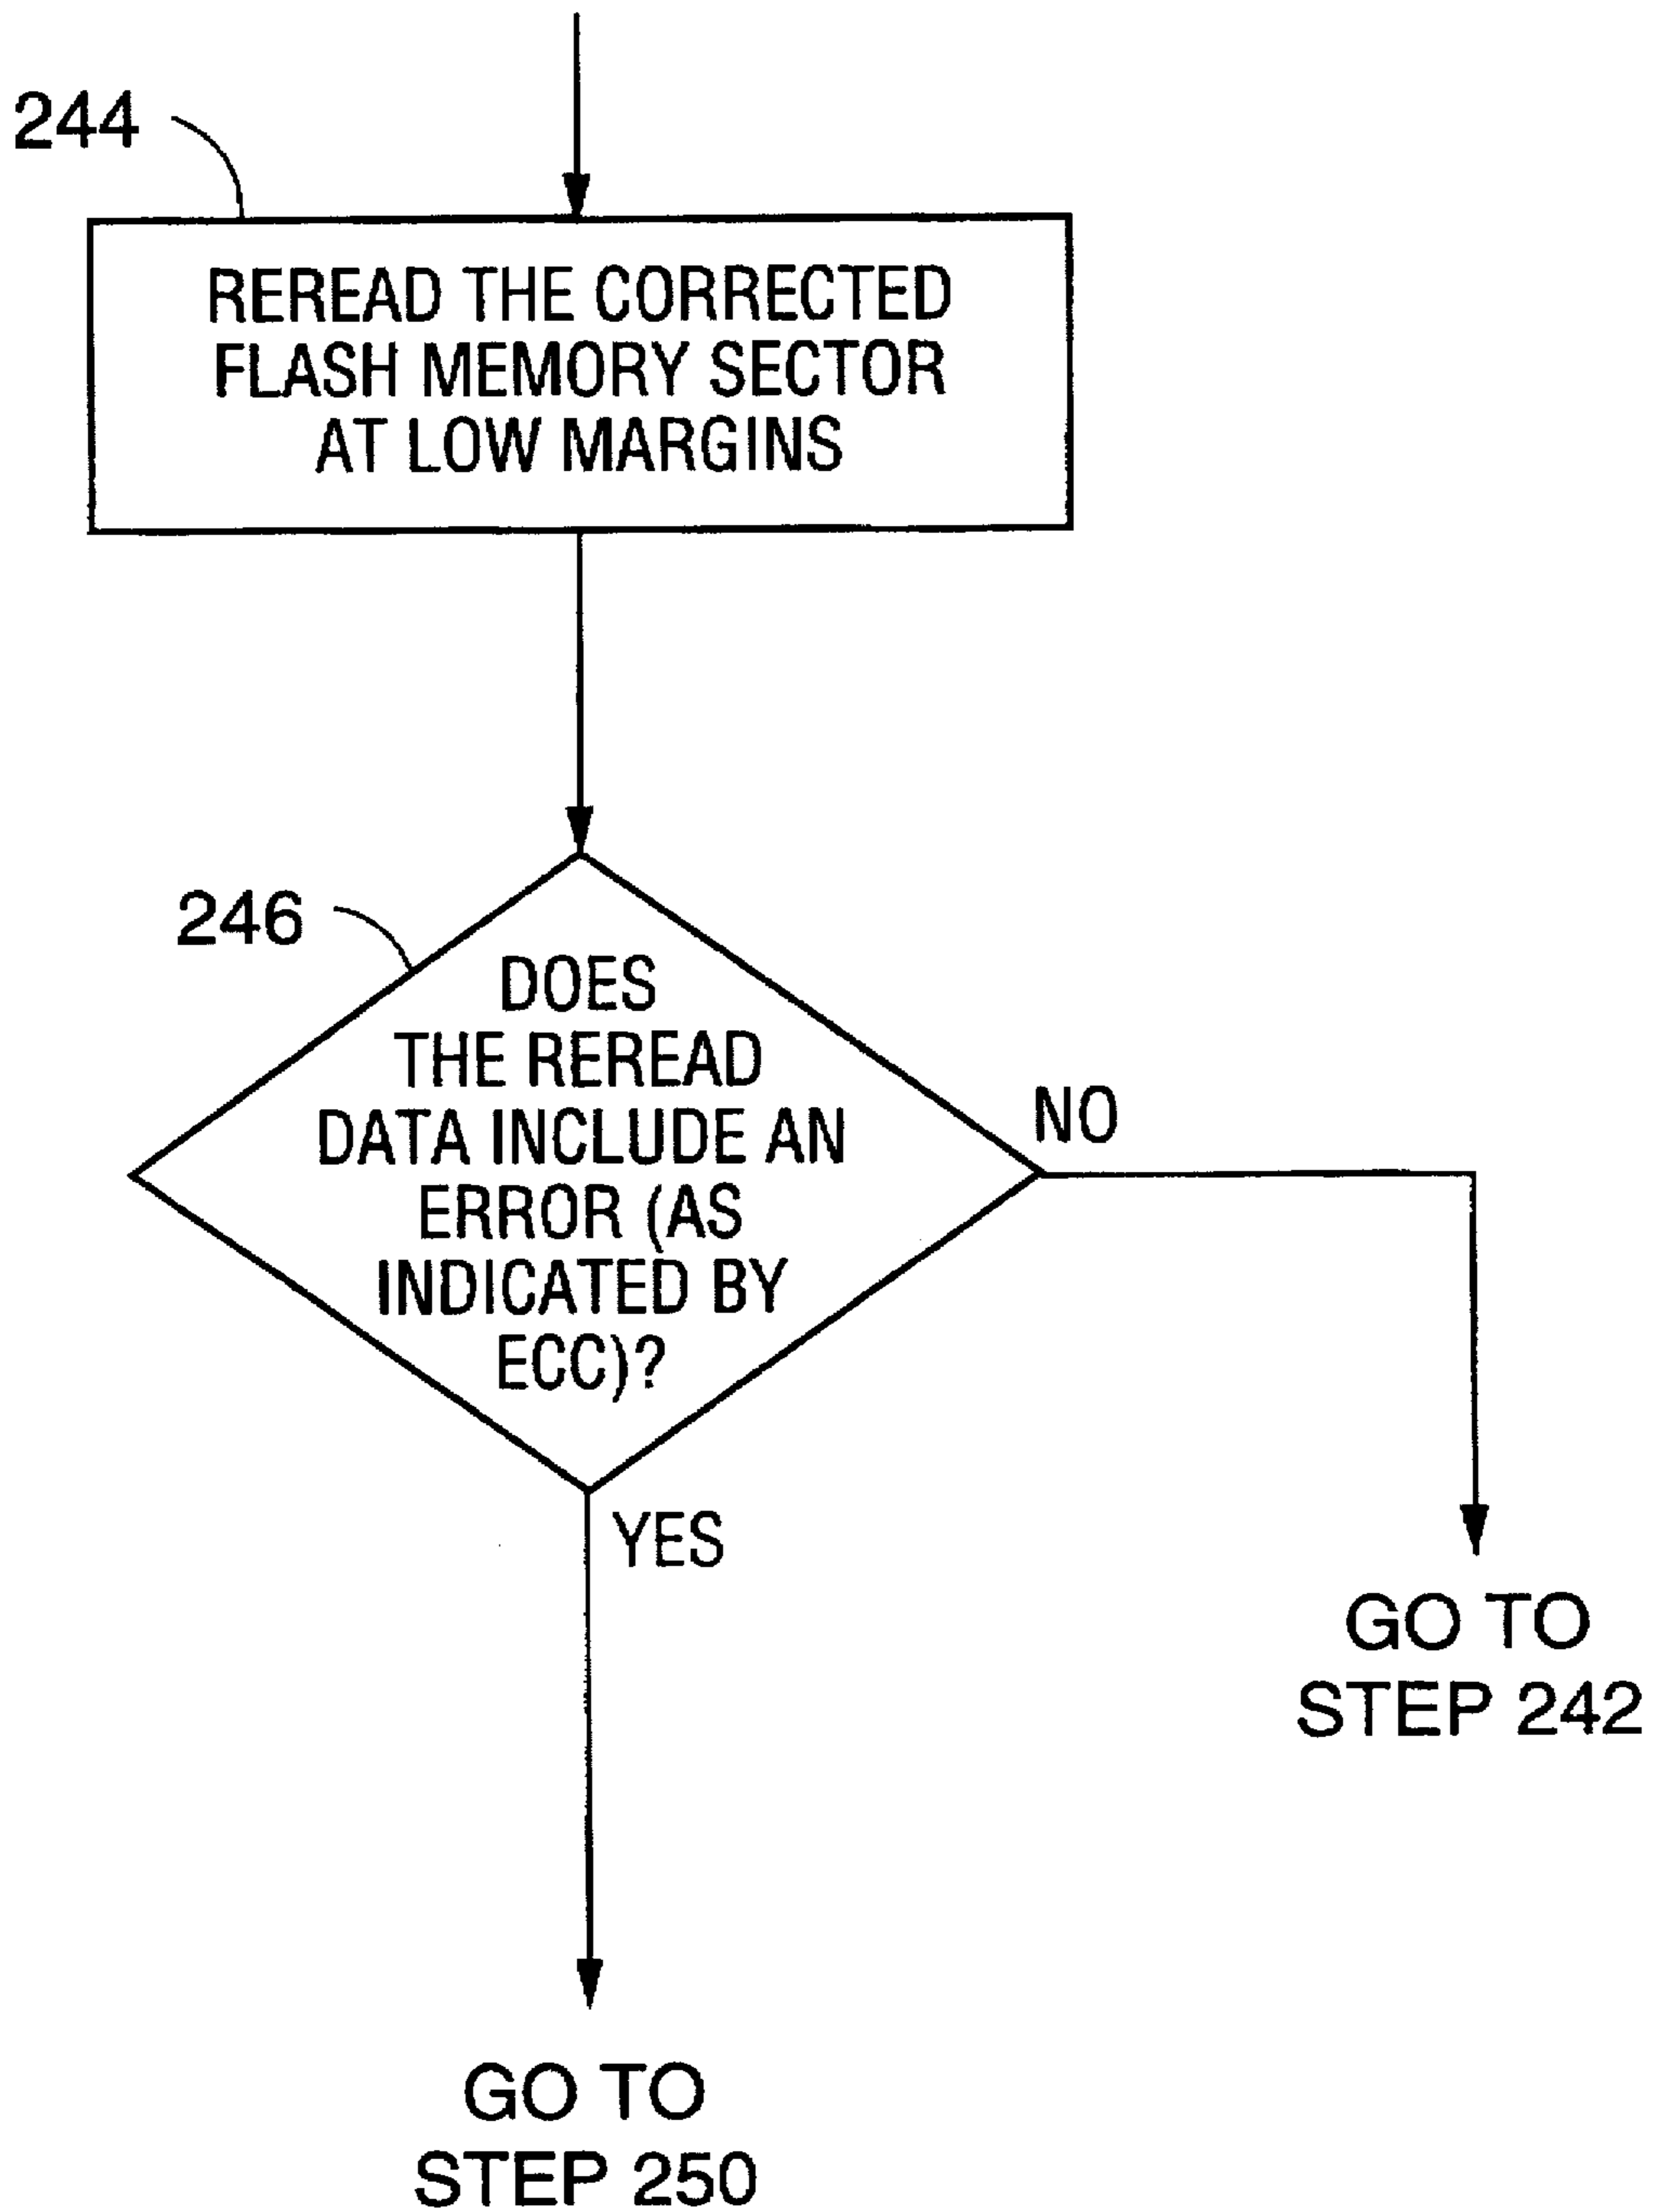 244
REREAD THE CORRECTED
FLASH MEMORY SECTOR
AT LOW MARGINS
246
DOES
THE REREAD
DATA INCLUDE AN
ERROR (AS
INDICATED BY
ECC)?
NO
YES
GO TO
STEP 242
GO TO
STEP 250